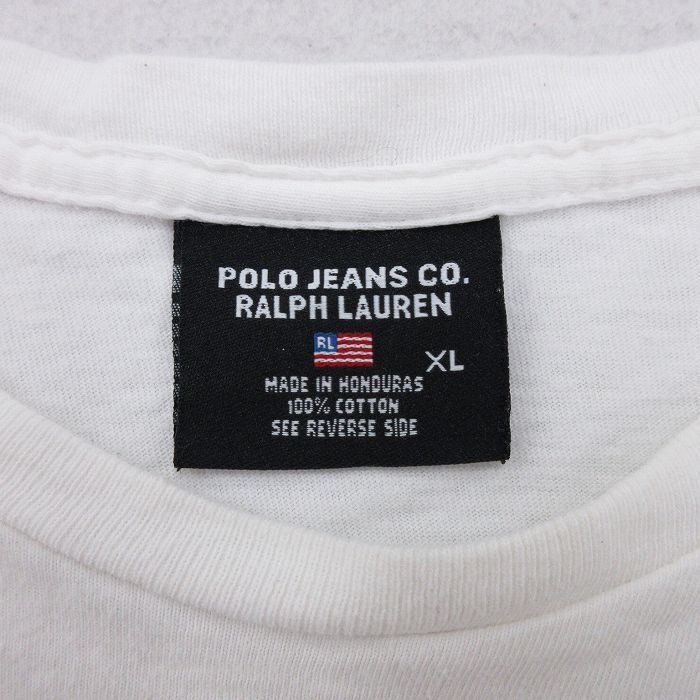 POLO JEANS CO.
RALPH LAUREN
RL
XL
MADE IN HONDURAS
100% COTTON
SEE REVERSE SIDE